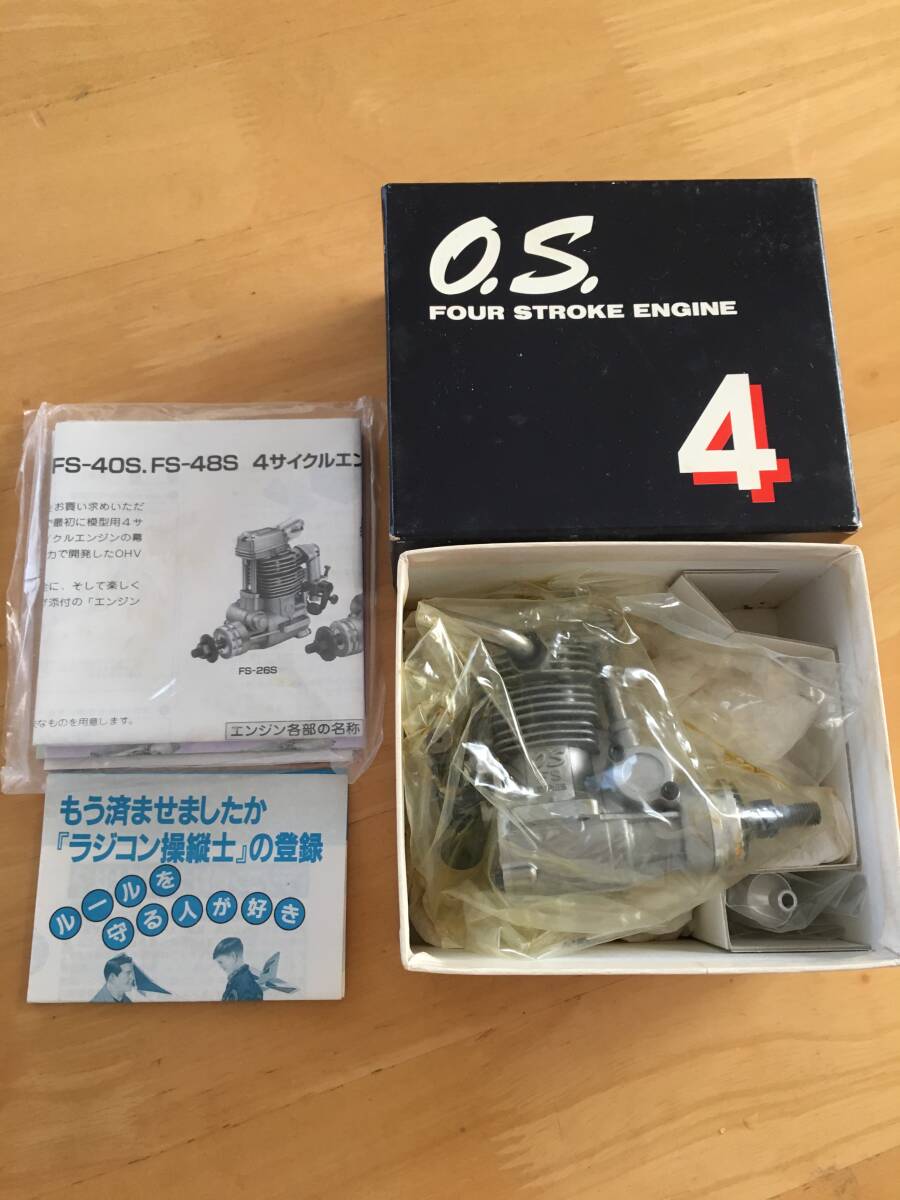 O.S.
FOUR STROKE ENGINE
4
FS-40S. FS-48S 4サイクルエン
お買い求めいただ
最初に模型用4サ
イクルエンジンの幕
力で開発したOHV
に、そして楽しく
添付の「エンジン
FS-26S
なものを用意します。
エンジン各部の名称
もう済ませましたか
『ラジコン操縦士』の登録
ルールを
守る人が好き
O.S.